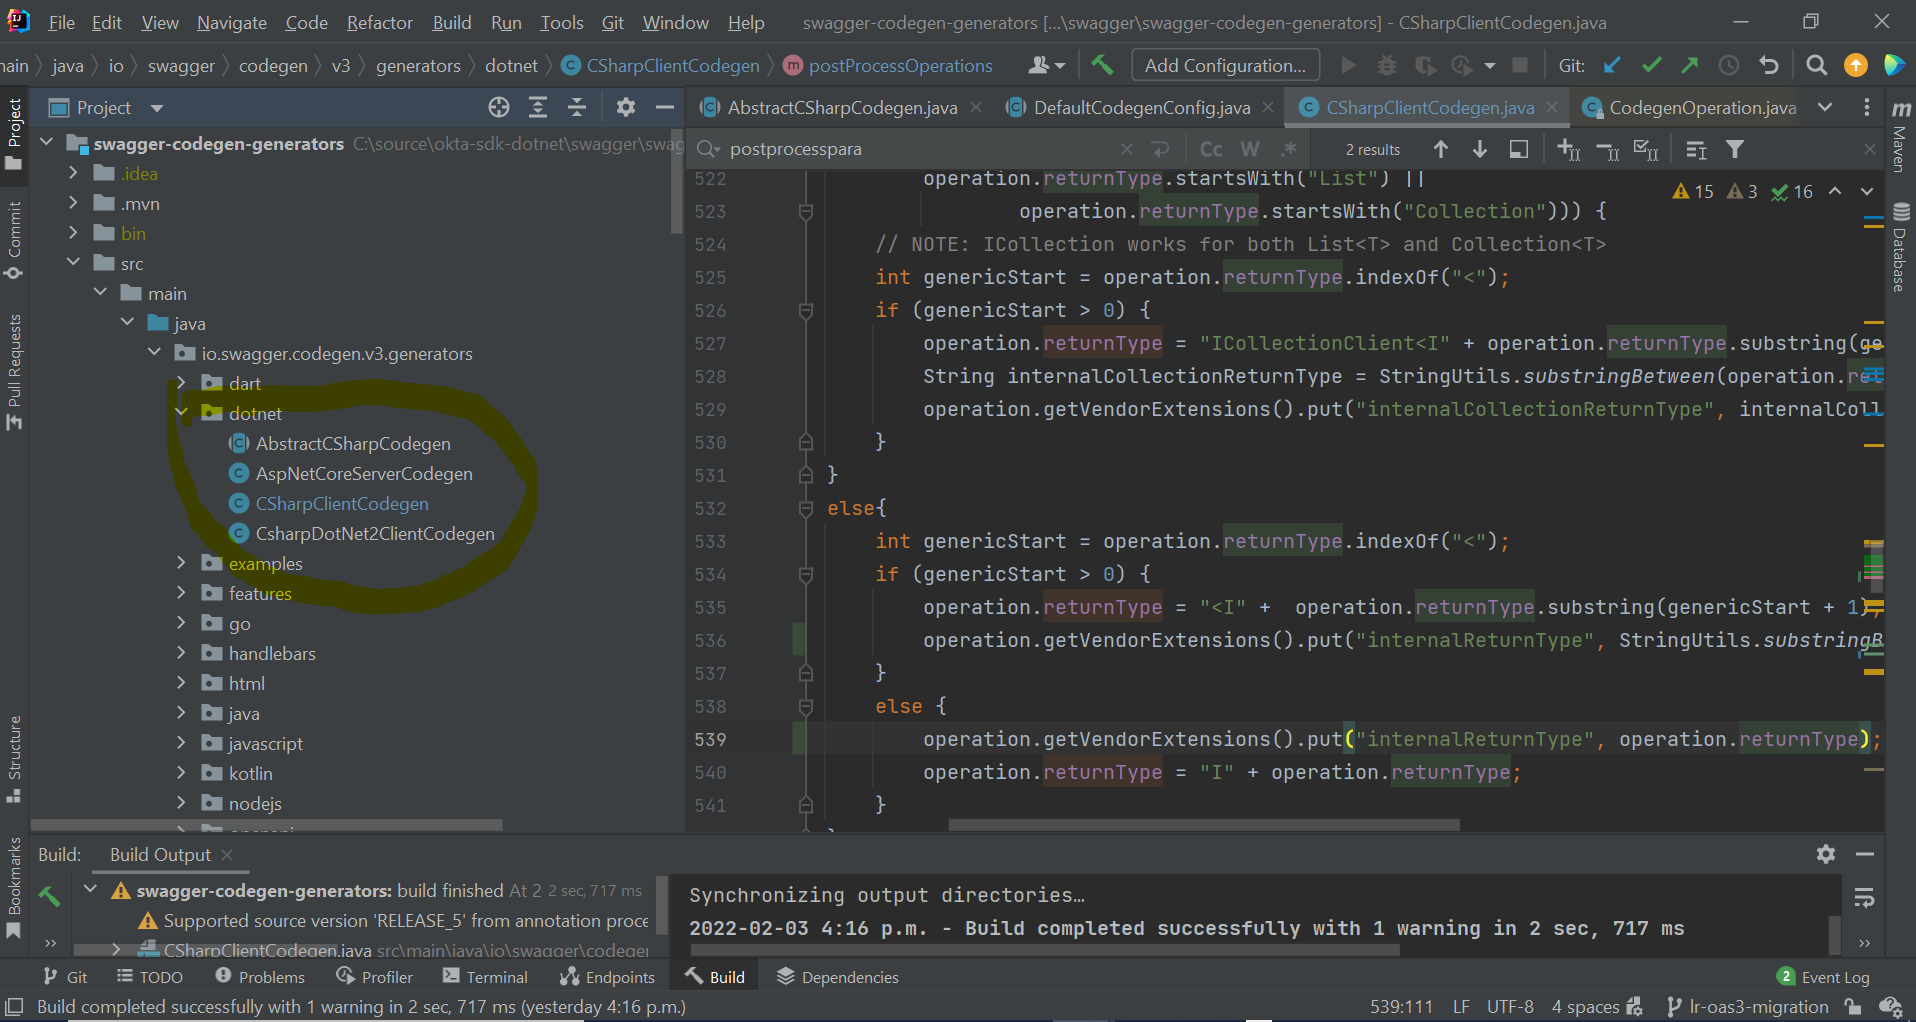 File Edit View Navigate Code Refactor Build Run Tools Git Window Help swagger-codegen-generators [...\swagger\swagger-codegen-generators] - CSharpClientCodegen.java
main java io swagger codegen v3 generators dotnet CSharpClientCodegen postProcessOperations Add Configuration... Git:
Project AbstractCSharpCodegen.java DefaultCodegenConfig.java CSharpClientCodegen.java CodegenOperation.java
postprocesspara Cc W .* 2 results
15 3 16
swagger-codegen-generators C:\source\okta-sdk-dotnet\swagger\swag
.idea
.mvn
bin
src
main
java
io.swagger.codegen.v3.generators
dart
dotnet
AbstractCSharpCodegen
AspNetCoreServerCodegen
CSharpClientCodegen
CsharpDotNet2ClientCodegen
examples
features
go
handlebars
html
java
javascript
kotlin
nodejs
522 operation.returnType.startsWith("List") ||
523 operation.returnType.startsWith("Collection"))) {
524 // NOTE: ICollection works for both List<T> and Collection<T>
525 int genericStart = operation.returnType.indexOf("<");
526 if (genericStart > 0) {
527 operation.returnType = "ICollectionClient<I" + operation.returnType.substring(ge
528 String internalCollectionReturnType = StringUtils.substringBetween(operation.ret
529 operation.getVendorExtensions().put("internalCollectionReturnType", internalColl
530 }
531 }
532 else{
533 int genericStart = operation.returnType.indexOf("<");
534 if (genericStart > 0) {
535 operation.returnType = "<I" + operation.returnType.substring(genericStart + 1);
536 operation.getVendorExtensions().put("internalReturnType", StringUtils.substringB
537 }
538 else {
539 operation.getVendorExtensions().put("internalReturnType", operation.returnType);
540 operation.returnType = "I" + operation.returnType;
541 }
Project
Commit
Pull Requests
Structure
Bookmarks
m Maven
Database
Build: Build Output
swagger-codegen-generators: build finished At 2 2 sec, 717 ms
Supported source version 'RELEASE_5' from annotation proce
CSharpClientCodegen.java src\main\java\io\swagger\codegen
Synchronizing output directories…
2022-02-03 4:16 p.m. - Build completed successfully with 1 warning in 2 sec, 717 ms
Git TODO Problems Profiler Terminal Endpoints Build Dependencies 2 Event Log
Build completed successfully with 1 warning in 2 sec, 717 ms (yesterday 4:16 p.m.) 539:111 LF UTF-8 4 spaces lr-oas3-migration